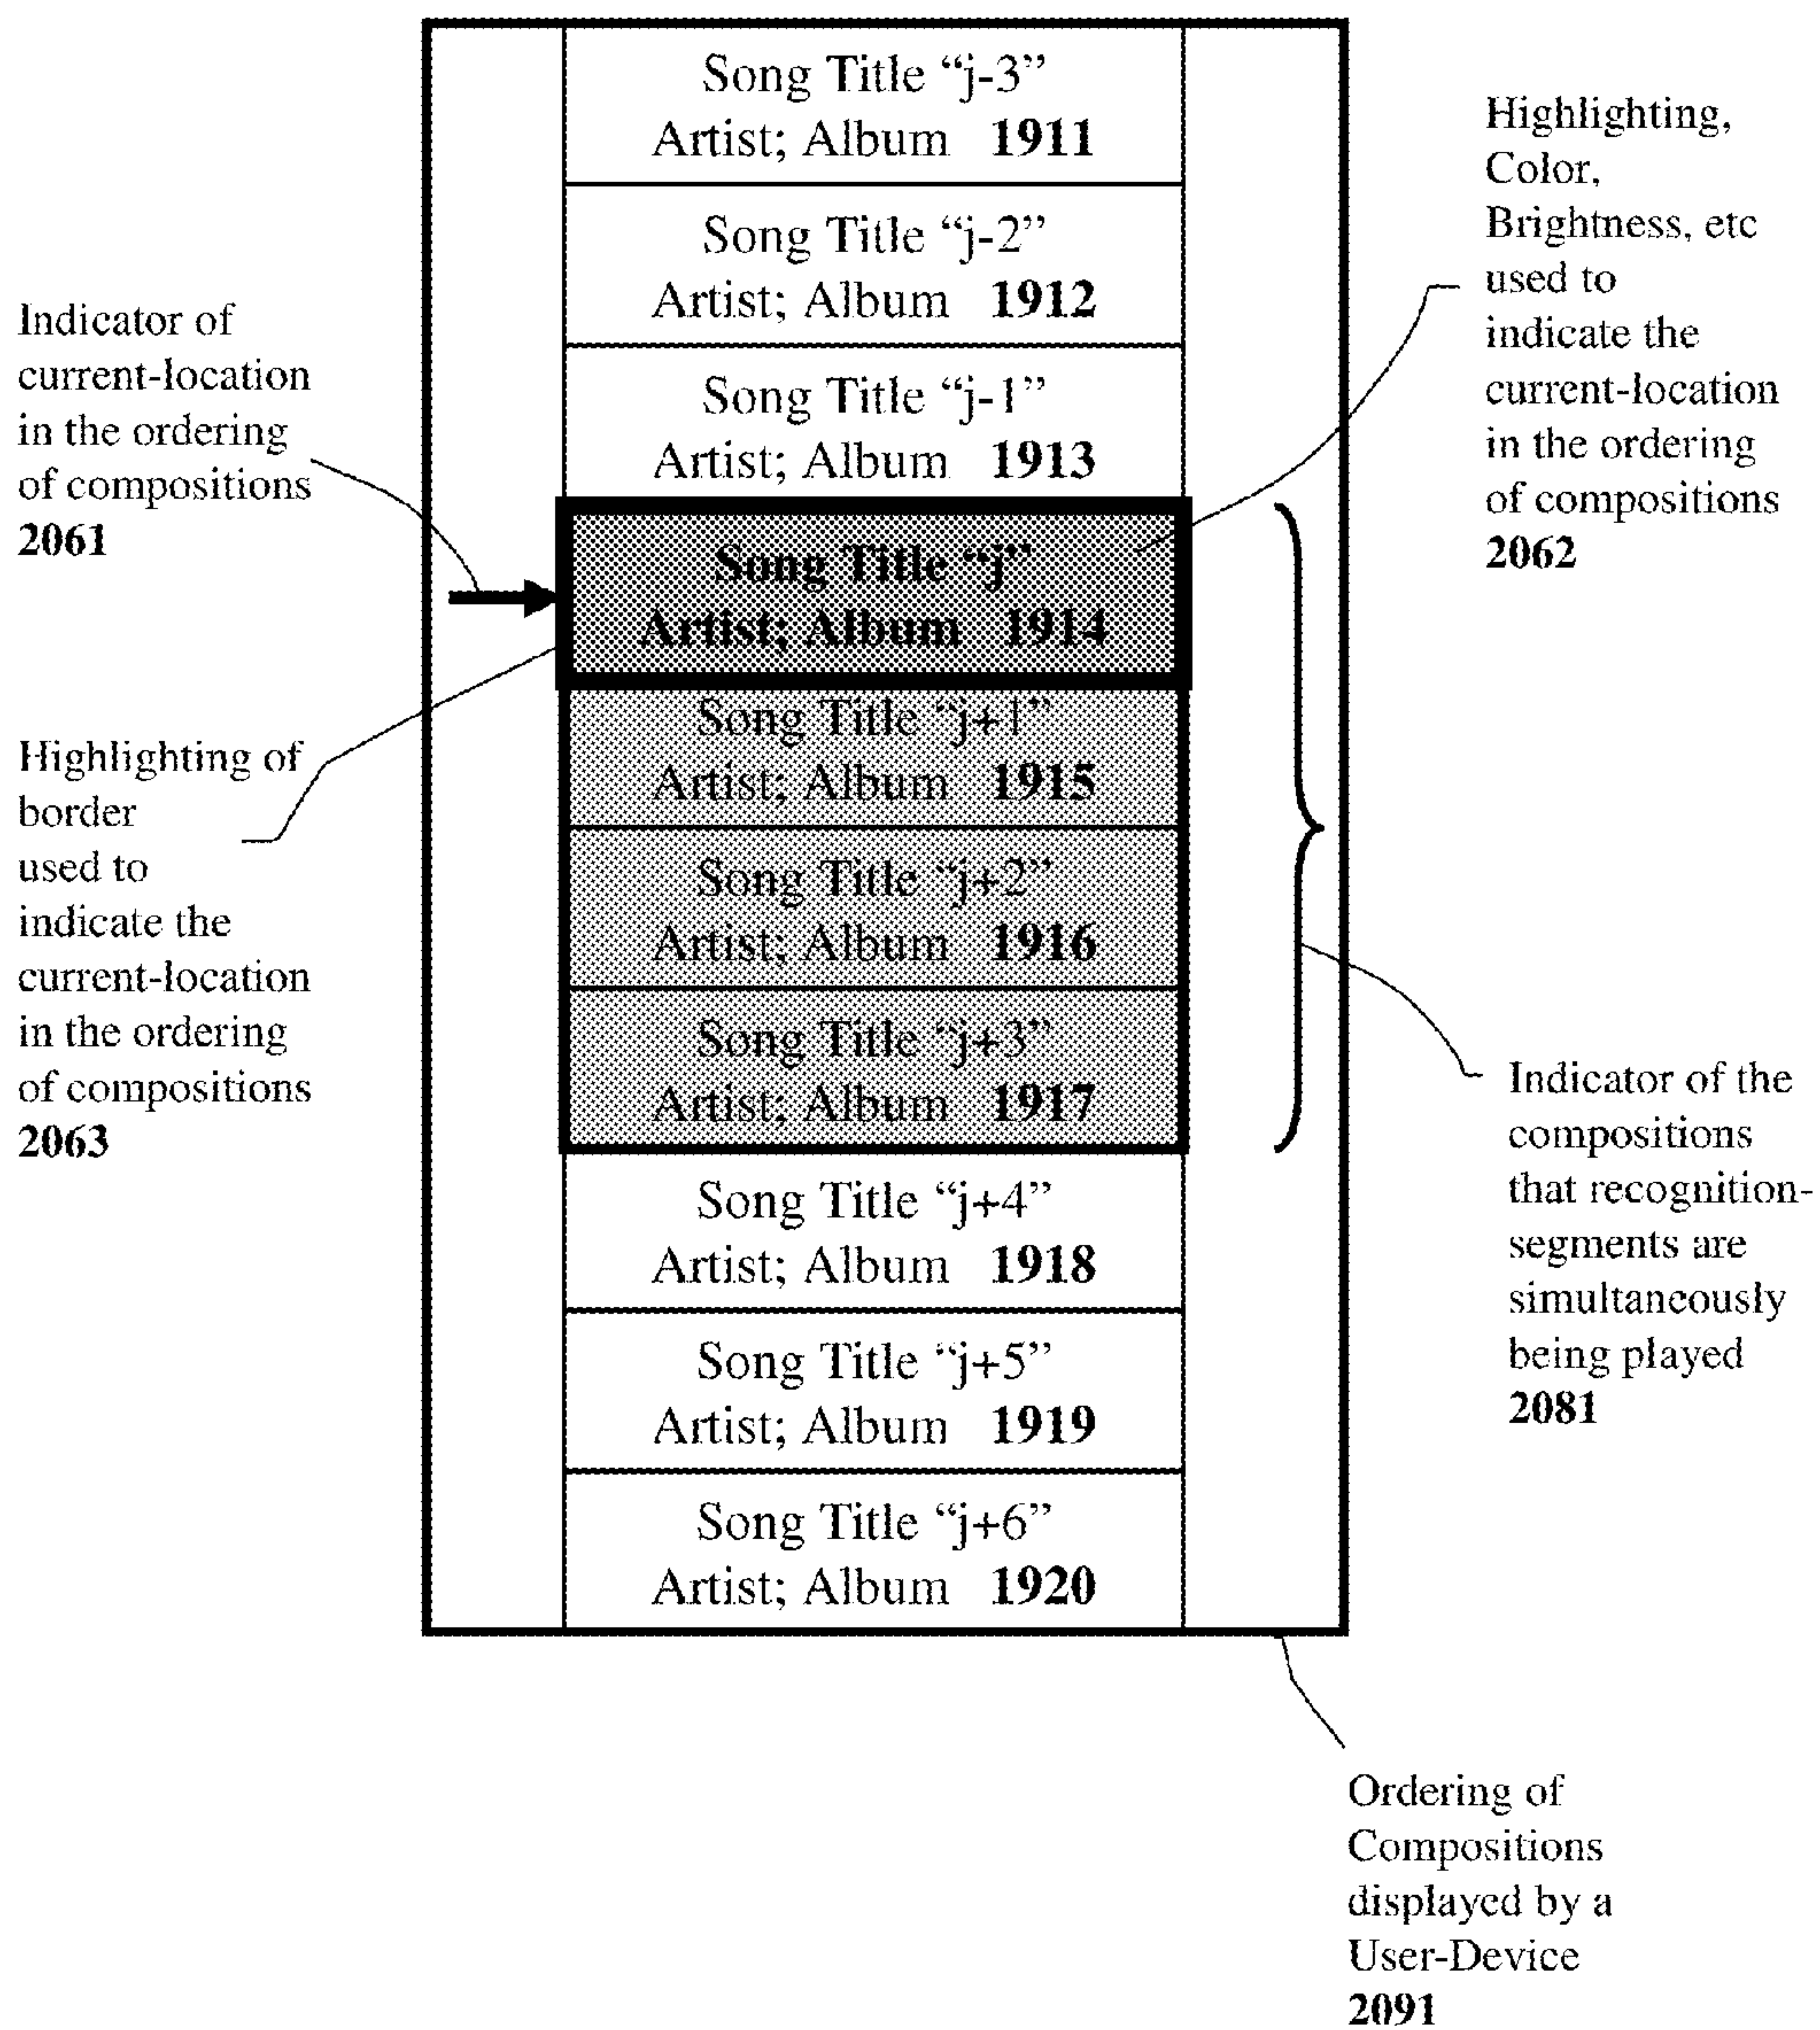 Song Title “j-3”
Artist; Album 1911
Song Title “j-2”
Artist; Album 1912
Song Title “j-1”
Artist; Album 1913
Song Title “j”
Artist; Album 1914
Song Title “j+1”
Artist; Album 1915
Song Title “j+2”
Artist; Album 1916
Song Title “j+3”
Artist; Album 1917
Song Title “j+4”
Artist; Album 1918
Song Title “j+5”
Artist; Album 1919
Song Title “j+6”
Artist; Album 1920
Indicator of
current-location
in the ordering
of compositions
2061
Highlighting of
border
used to
indicate the
current-location
in the ordering
of compositions
2063
Highlighting,
Color,
Brightness, etc
used to
indicate the
current-location
in the ordering
of compositions
2062
Indicator of the
compositions
that recognition-
segments are
simultaneously
being played
2081
Ordering of
Compositions
displayed by a
User-Device
2091